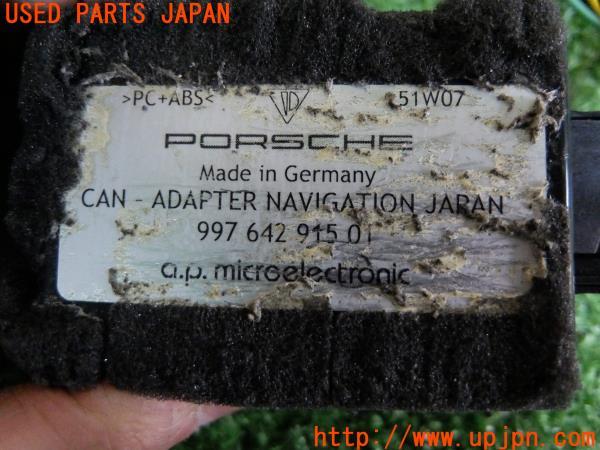 USED PARTS JAPAN
>PC+ABS< 51W07
PORSCHE
Made in Germany
CAN - ADAPTER NAVIGATION JAPAN
997 642 915 01
a.p. microelectronic
http://www.upjpn.com/